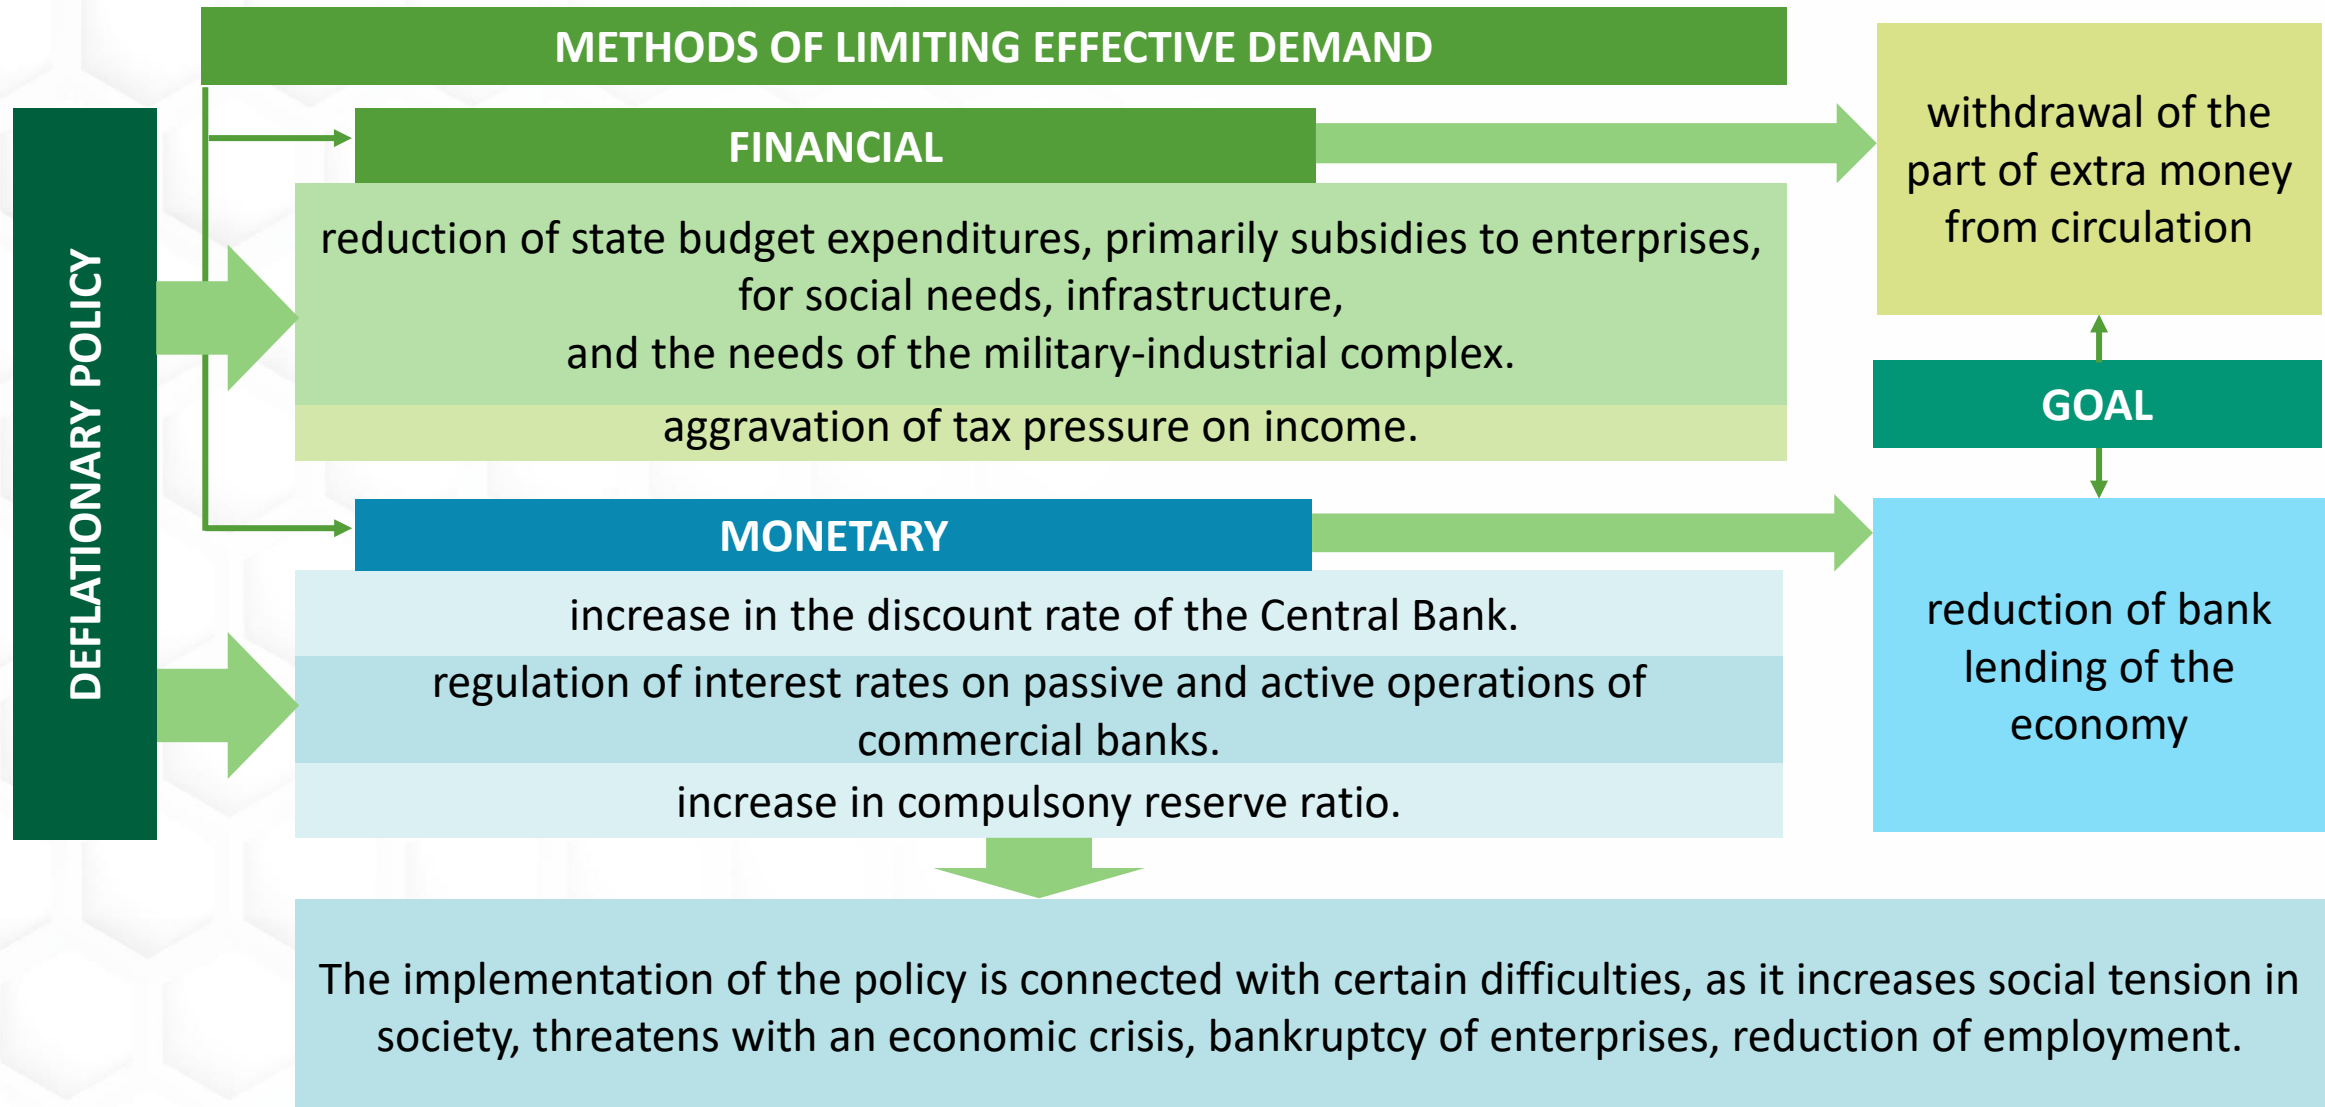 METHODS OF LIMITING EFFECTIVE DEMAND
DEFLATIONARY POLICY
FINANCIAL
reduction of state budget expenditures, primarily subsidies to enterprises,
for social needs, infrastructure,
and the needs of the military-industrial complex.
aggravation of tax pressure on income.
withdrawal of the
part of extra money
from circulation
GOAL
MONETARY
increase in the discount rate of the Central Bank.
regulation of interest rates on passive and active operations of
commercial banks.
increase in compulsony reserve ratio.
reduction of bank
lending of the
economy
The implementation of the policy is connected with certain difficulties, as it increases social tension in
society, threatens with an economic crisis, bankruptcy of enterprises, reduction of employment.